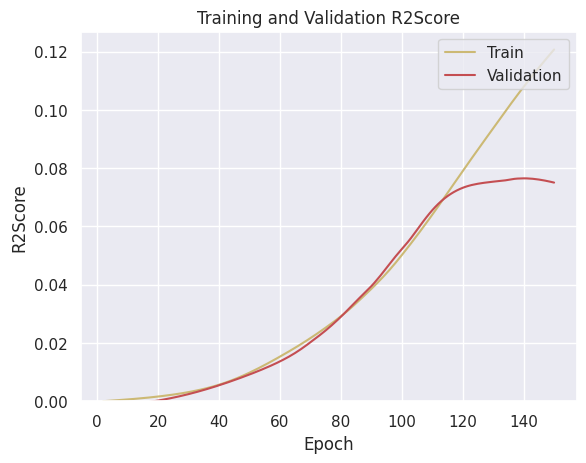 Training and Validation R2Score
Train
Validation
0.12
0.10
0.08
0.06
0.04
0.02
0.00
R2Score
0 20 40 60 80 100 120 140
Epoch